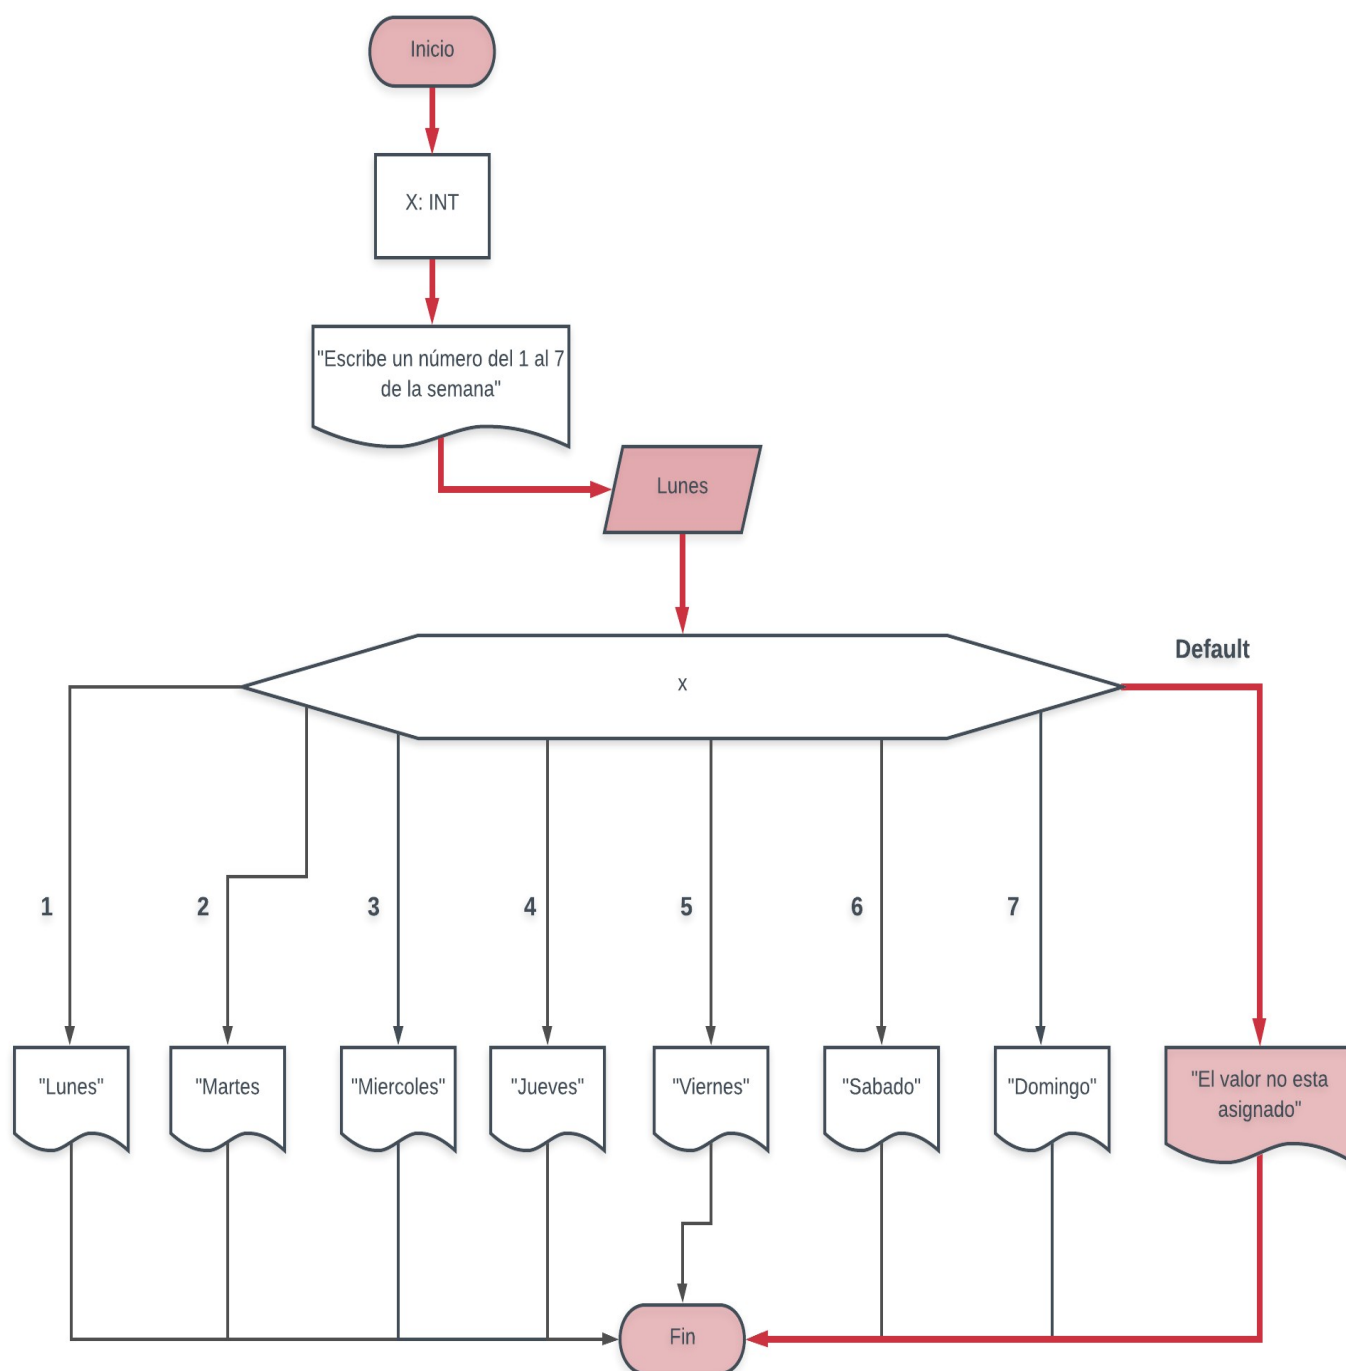 Inicio
X: INT
"Escribe un número del 1 al 7
de la semana"
Lunes
x
Default
1
2
3
4
5
6
7
"Lunes"
"Martes
"Miercoles"
"Jueves"
"Viernes"
"Sabado"
"Domingo"
"El valor no esta
asignado"
Fin